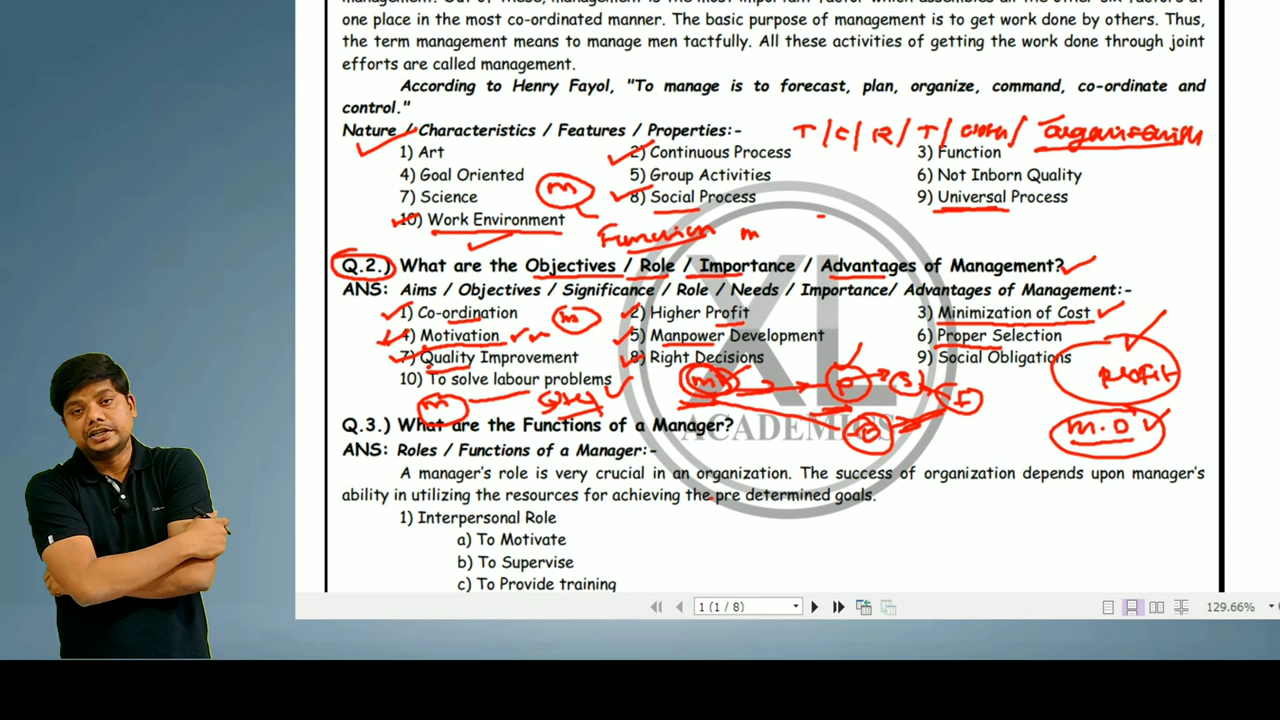 management. Out of these, management is the most important factor which assembles all the other six factors at
one place in the most co-ordinated manner. The basic purpose of management is to get work done by others. Thus,
the term management means to manage men tactfully. All these activities of getting the work done through joint
efforts are called management.
According to Henry Fayol, "To manage is to forecast, plan, organize, command, co-ordinate and
control."
Nature / Characteristics / Features / Properties:- T / C / R / T /
1) Art 2) Continuous Process 3) Function
4) Goal Oriented 5) Group Activities 6) Not Inborn Quality
m
7) Science 8) Social Process 9) Universal Process
10) Work Environment
Function m
Q.2.) What are the Objectives / Role / Importance / Advantages of Management?
ANS: Aims / Objectives / Significance / Role / Needs / Importance/ Advantages of Management:-
1) Co-ordination 2) Higher Profit 3) Minimization of Cost
m
4) Motivation 5) Manpower Development 6) Proper Selection
7) Quality Improvement 8) Right Decisions 9) Social Obligations
Profit
10) To solve labour problems
m
M.D
XL
ACADEMICS
Q.3.) What are the Functions of a Manager?
ANS: Roles / Functions of a Manager:-
A manager's role is very crucial in an organization. The success of organization depends upon manager's
ability in utilizing the resources for achieving the pre determined goals.
1) Interpersonal Role
a) To Motivate
b) To Supervise
c) To Provide training
1 (1 / 8) 129.66%